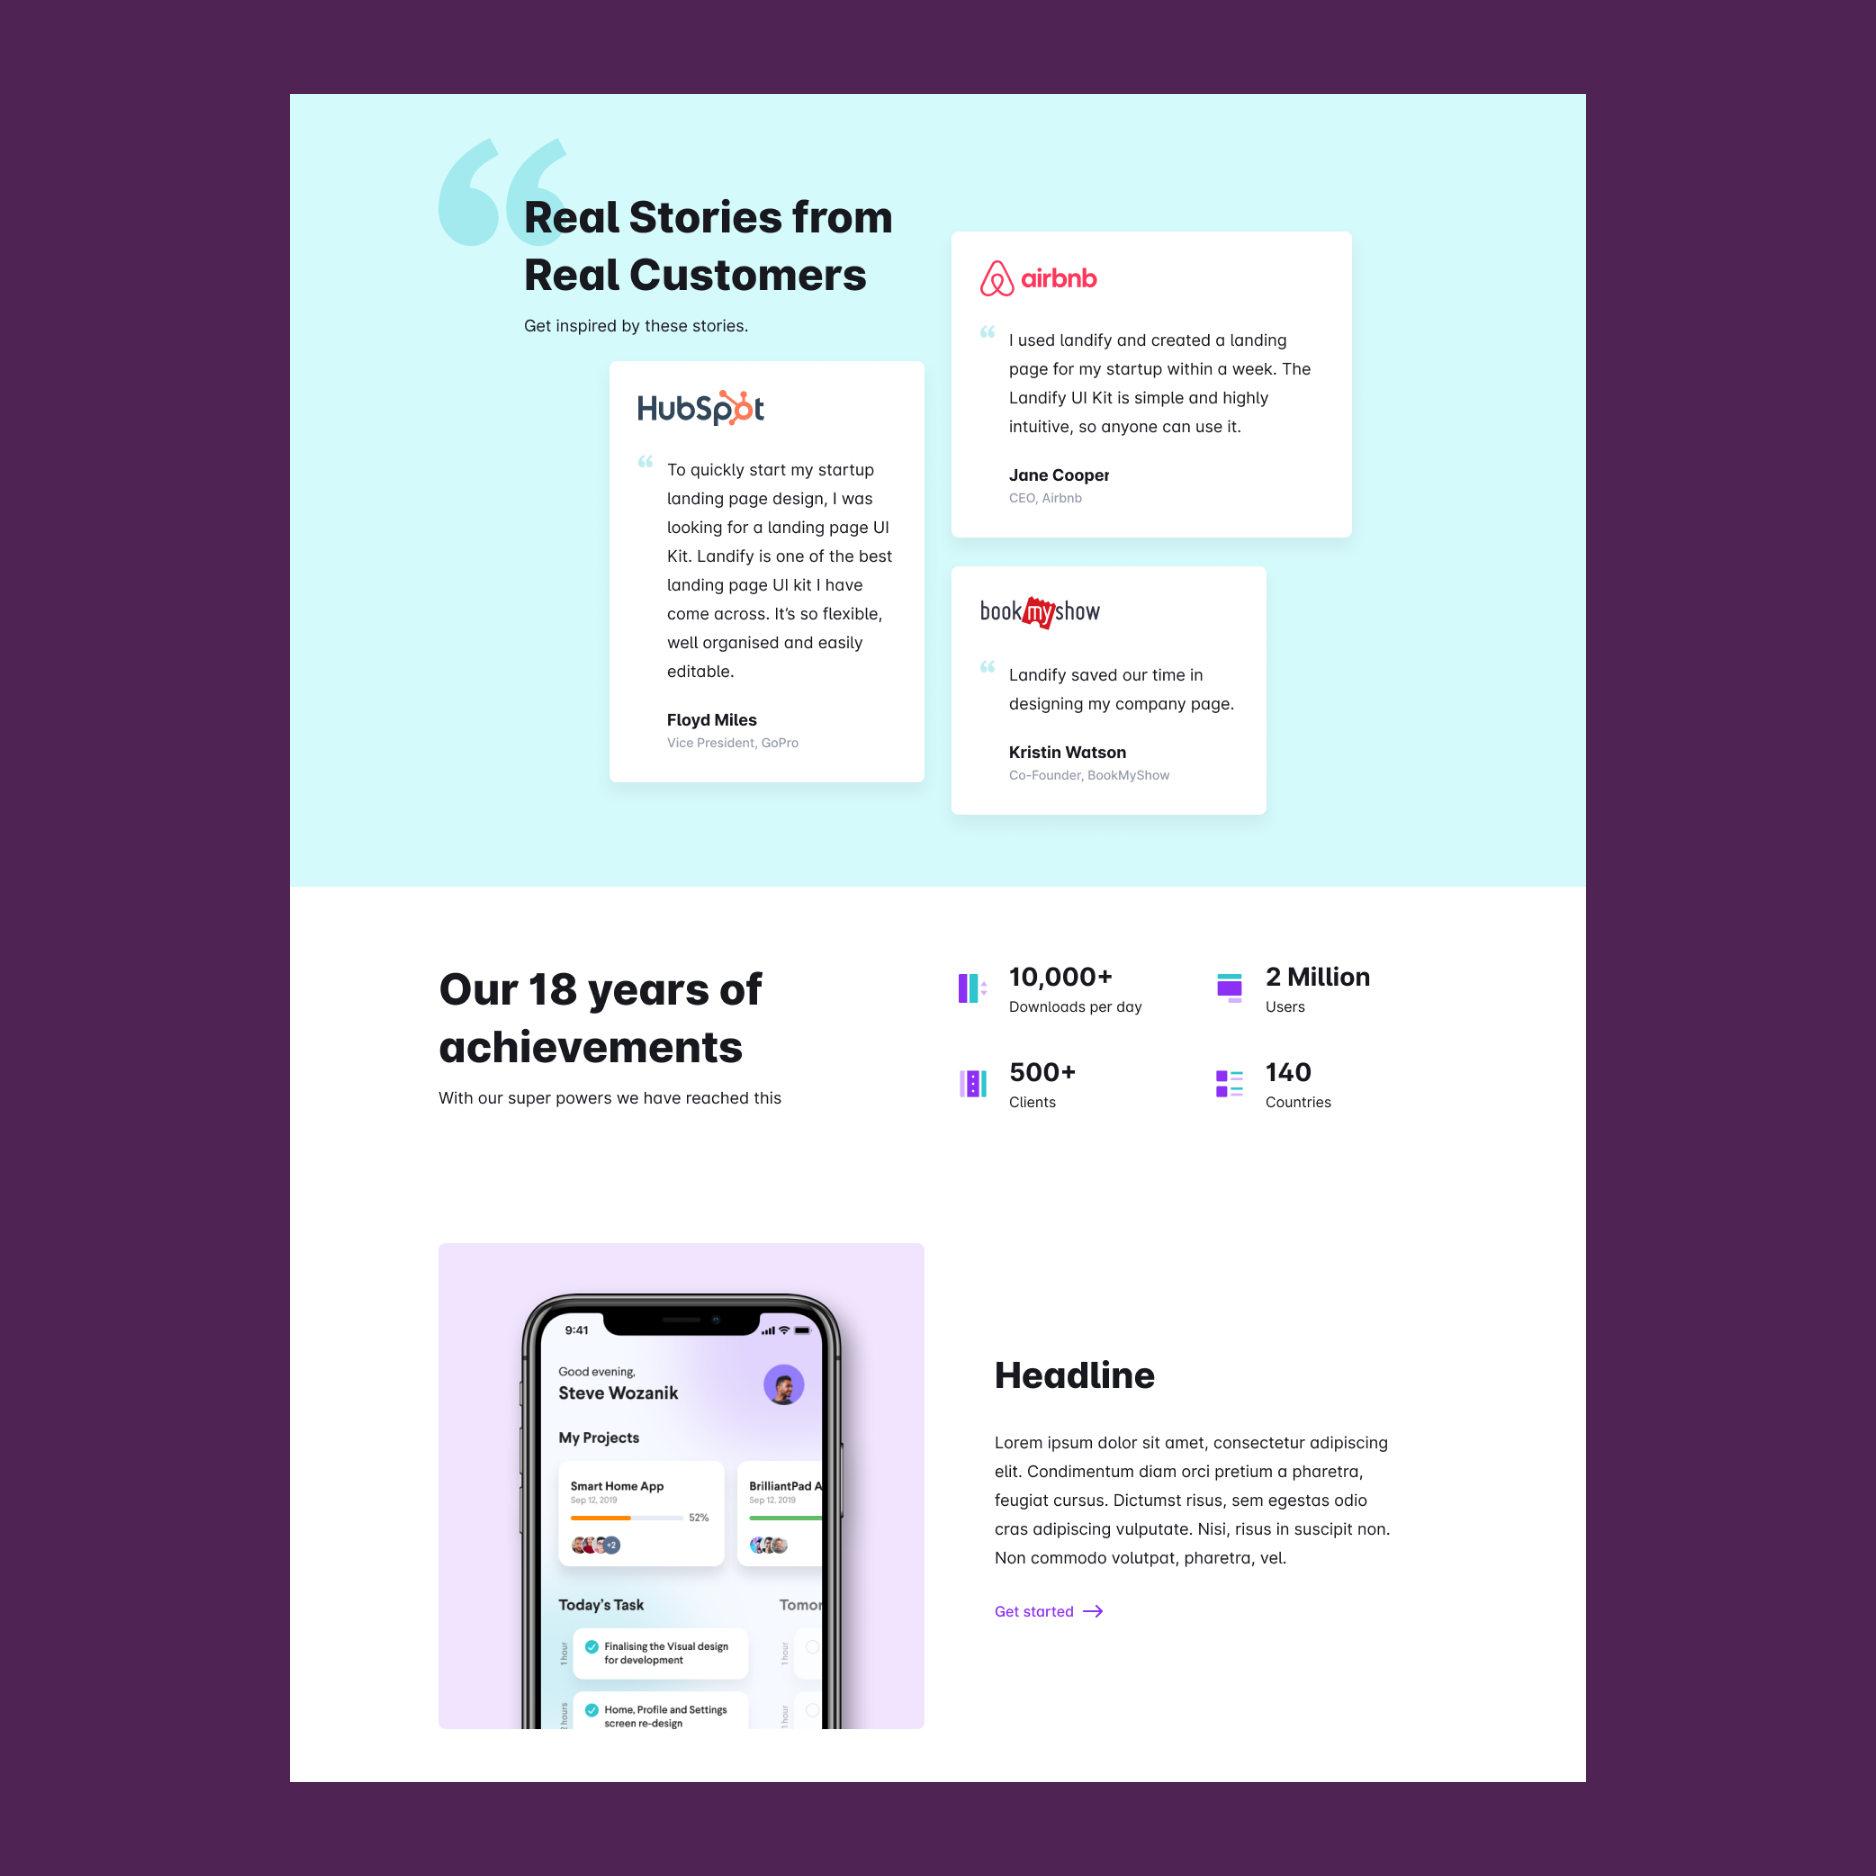 “
Real Stories from
Real Customers
Get inspired by these stories.
HubSpot
“
To quickly start my startup
landing page design, I was
looking for a landing page UI
Kit. Landify is one of the best
landing page UI kit I have
come across. It’s so flexible,
well organised and easily
editable.
Floyd Miles
Vice President, GoPro
airbnb
“
I used landify and created a landing
page for my startup within a week. The
Landify UI Kit is simple and highly
intuitive, so anyone can use it.
Jane Cooper
CEO, Airbnb
bookmyshow
“
Landify saved our time in
designing my company page.
Kristin Watson
Co-Founder, BookMyShow
Our 18 years of
achievements
With our super powers we have reached this
10,000+
Downloads per day
2 Million
Users
500+
Clients
140
Countries
9:41
Good evening,
Steve Wozanik
My Projects
Smart Home App
Sep 12, 2019
52%
+2
BrilliantPad A
Sep 12, 2019
Today’s Task
Tomor
1 hour
Finalising the Visual design
for development
1 hour
2 hours
Home, Profile and Settings
screen re-design
1 hour
Headline
Lorem ipsum dolor sit amet, consectetur adipiscing
elit. Condimentum diam orci pretium a pharetra,
feugiat cursus. Dictumst risus, sem egestas odio
cras adipiscing vulputate. Nisi, risus in suscipit non.
Non commodo volutpat, pharetra, vel.
Get started